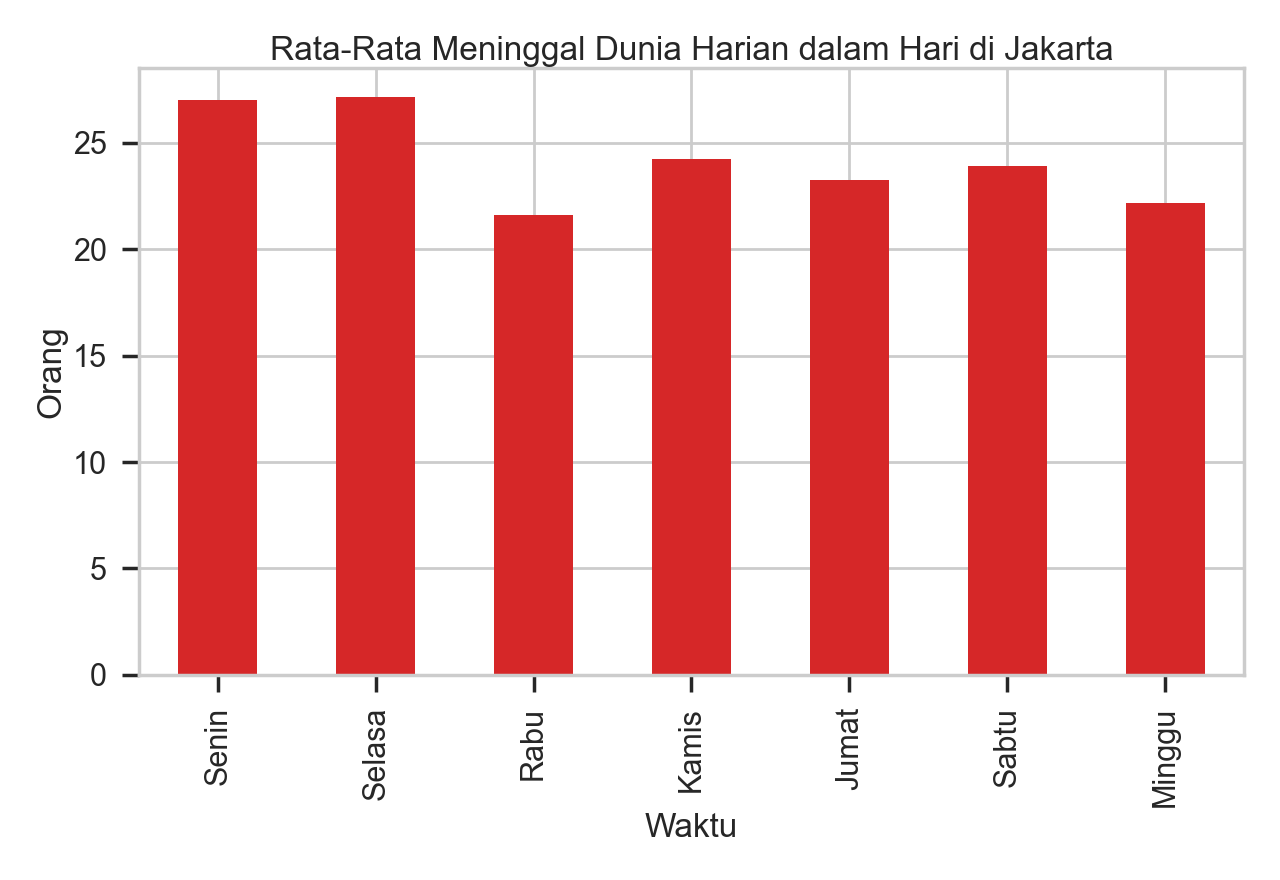 Rata-Rata Meninggal Dunia Harian dalam Hari di Jakarta
25
20
15
10
5
0
Orang
Senin
Selasa
Rabu
Kamis
Jumat
Sabtu
Minggu
Waktu